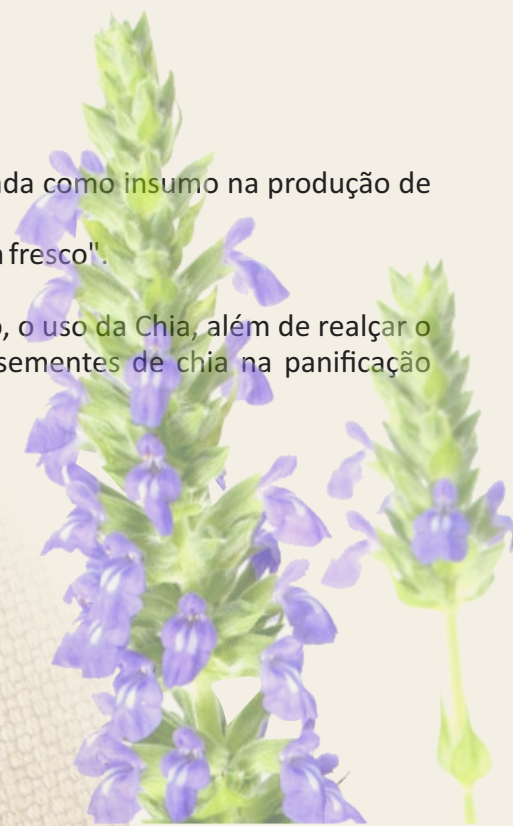 da como insumo na produção de
fresco".
o uso da Chia, além de realçar o
sementes de chia na panificação